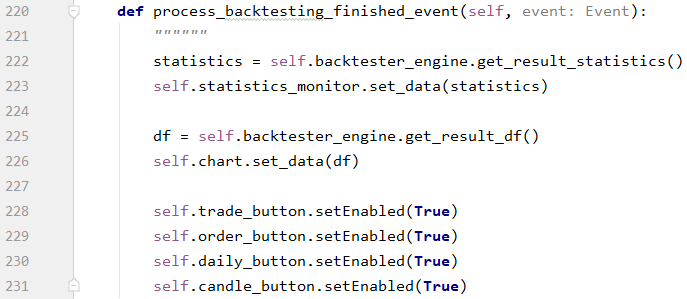 220 def process_backtesting_finished_event(self, event: Event):
221 """"""
222 statistics = self.backtester_engine.get_result_statistics()
223 self.statistics_monitor.set_data(statistics)
224
225 df = self.backtester_engine.get_result_df()
226 self.chart.set_data(df)
227
228 self.trade_button.setEnabled(True)
229 self.order_button.setEnabled(True)
230 self.daily_button.setEnabled(True)
231 self.candle_button.setEnabled(True)